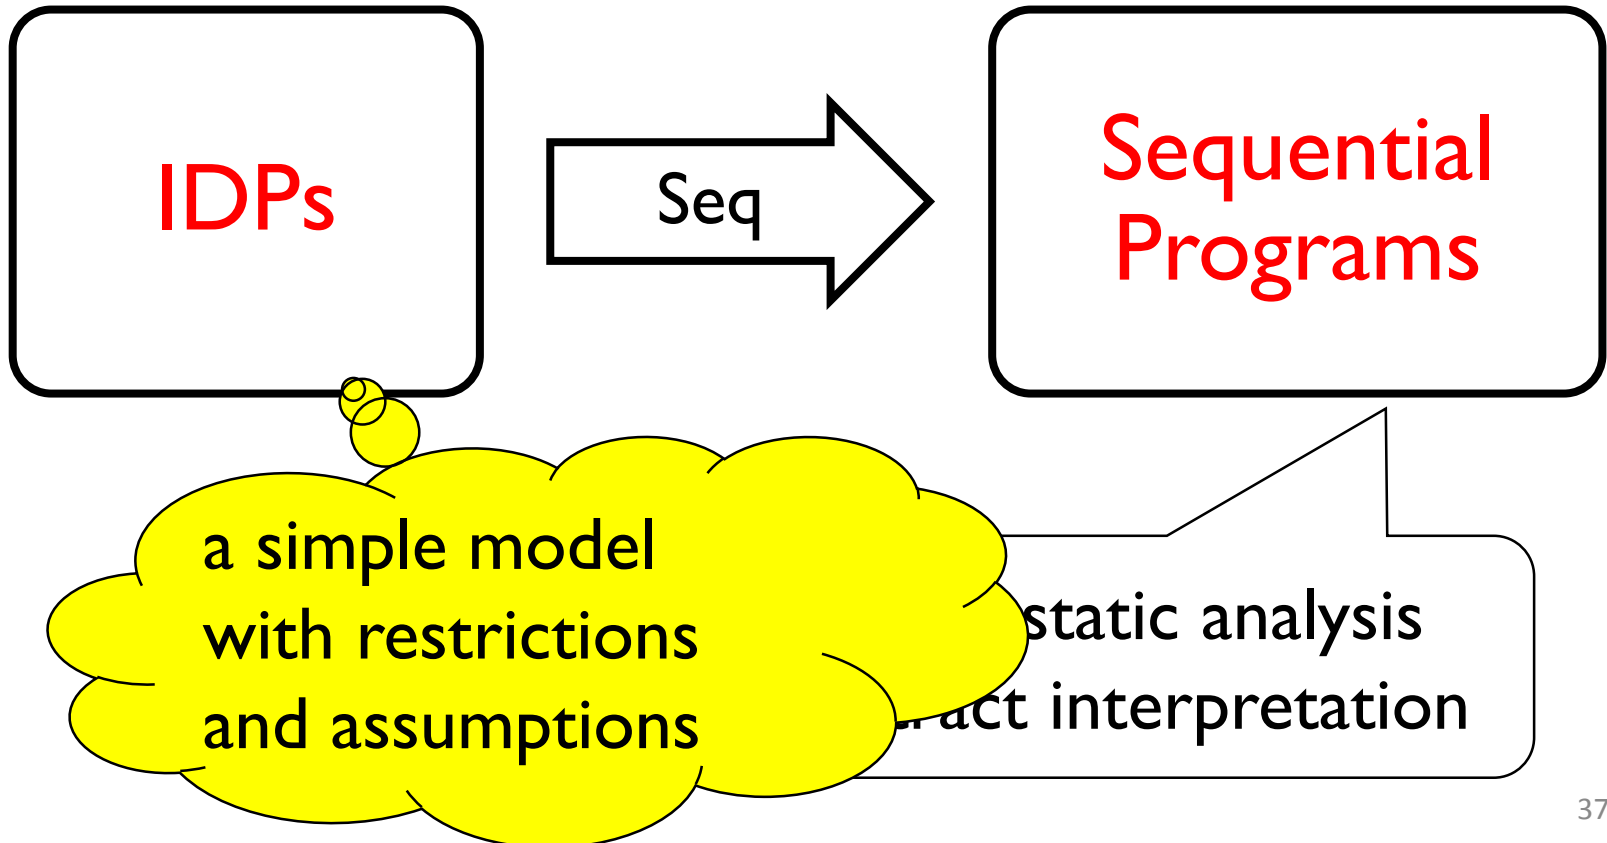 IDPs
Seq
Sequential
Programs
a simple model
with restrictions
and assumptions
static analysis
interpretation
37